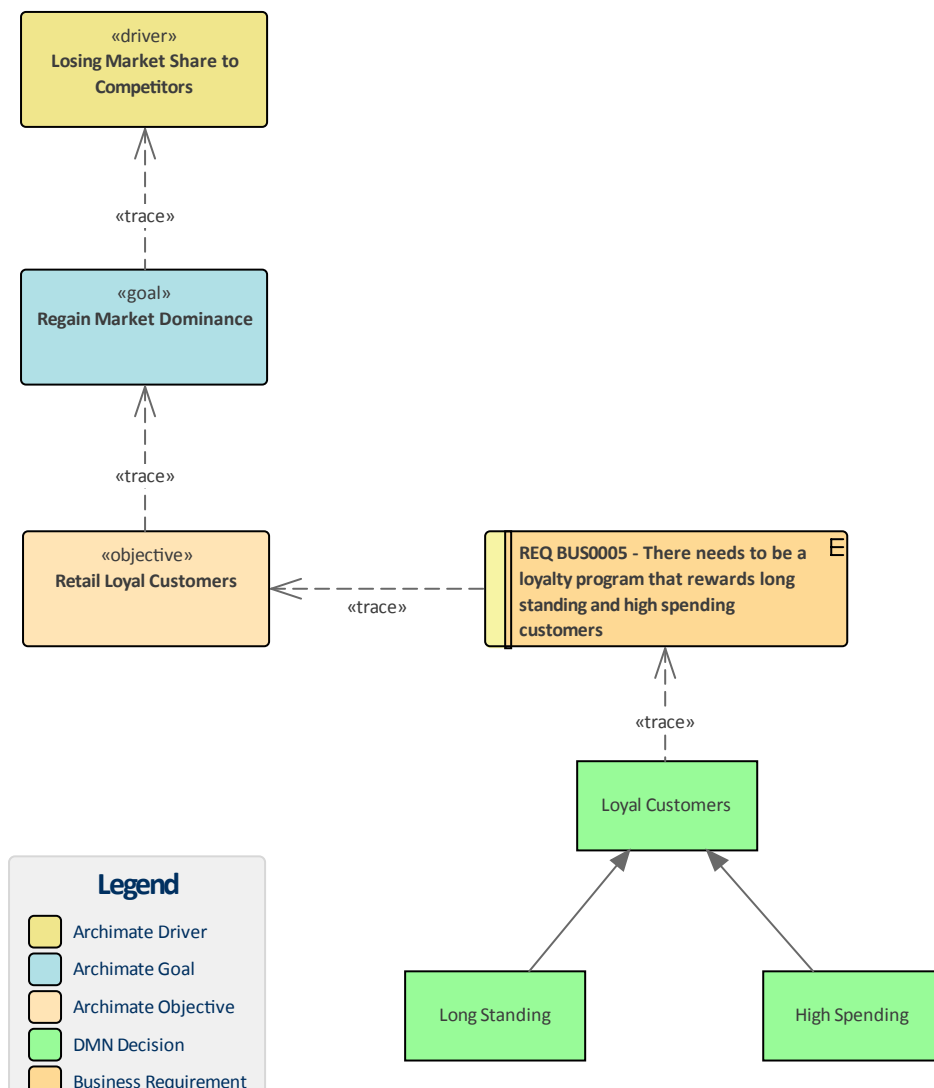 «driver»
Losing Market Share to
Competitors
«trace»
«goal»
Regain Market Dominance
«trace»
«objective»
Retail Loyal Customers
«trace»
REQ BUS0005 - There needs to be a
loyalty program that rewards long
standing and high spending
customers
«trace»
Loyal Customers
Long Standing
High Spending
Legend
Archimate Driver
Archimate Goal
Archimate Objective
DMN Decision
Business Requirement